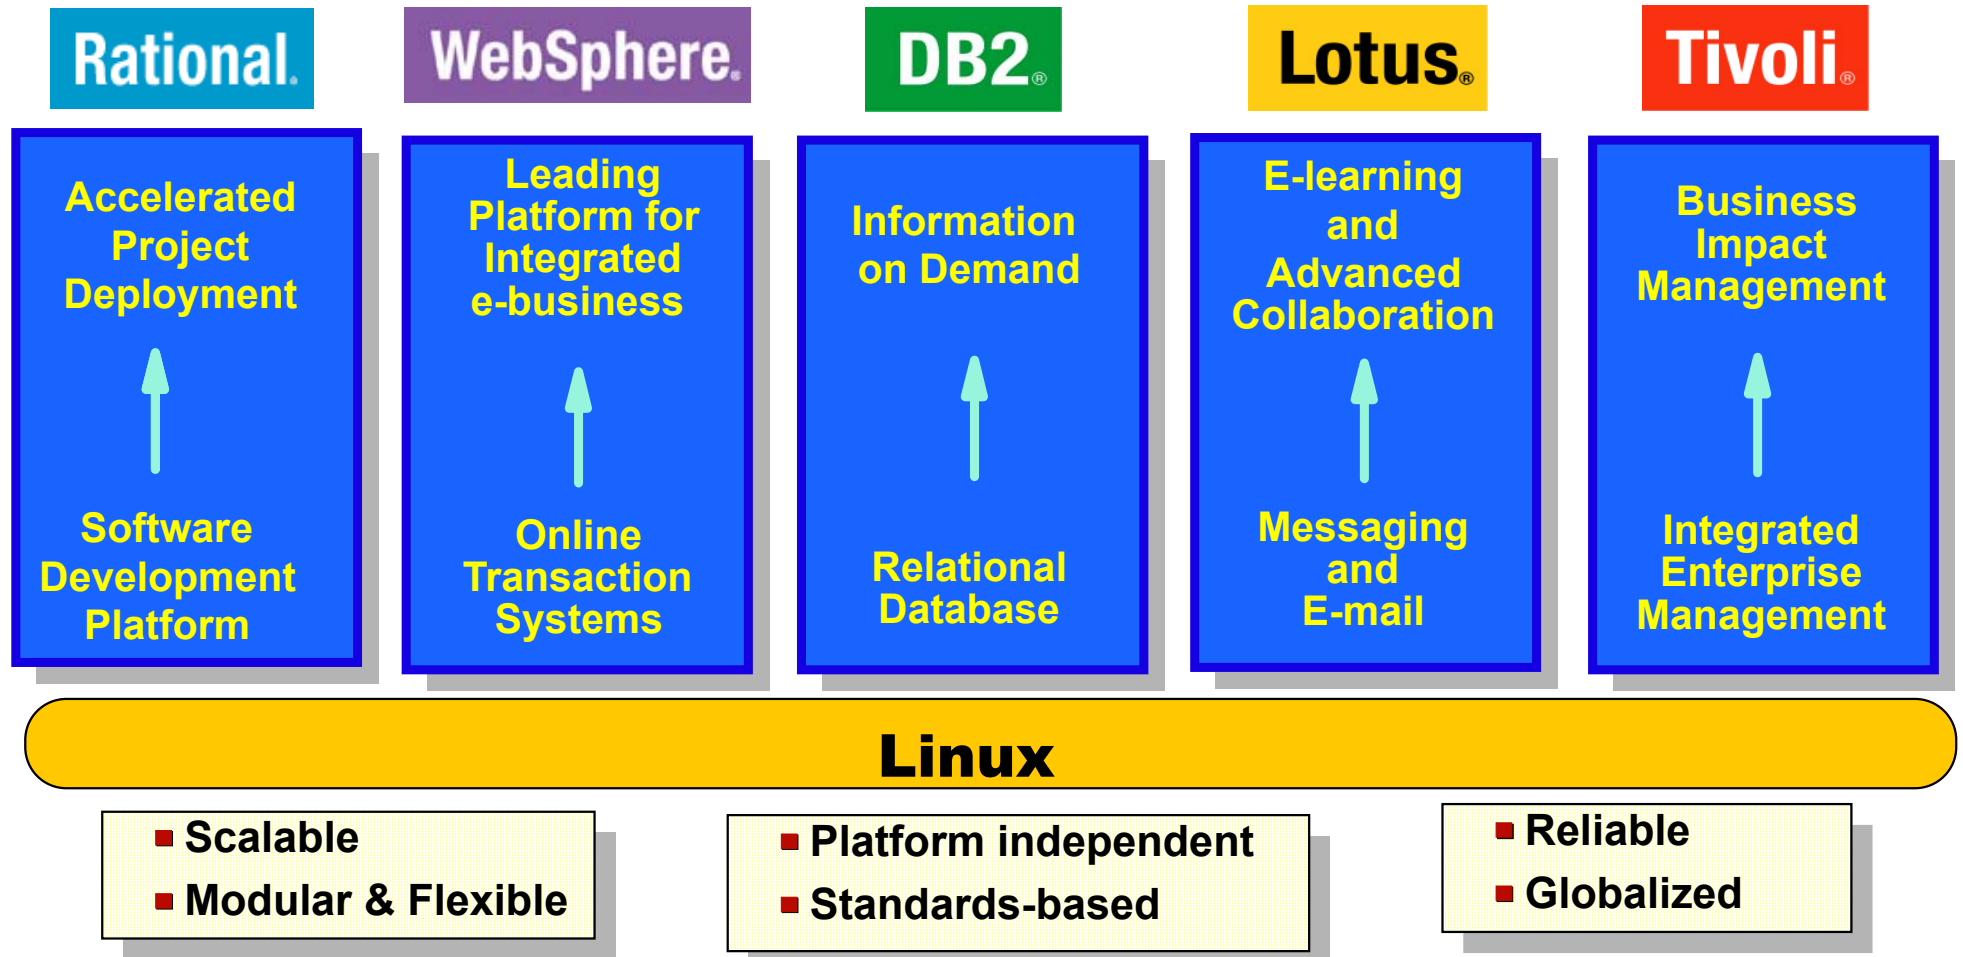 Rational.
WebSphere.
DB2®
Lotus®
Tivoli®
Accelerated
Project
Deployment
Software
Development
Platform
Leading
Platform for
Integrated
e-business
Online
Transaction
Systems
Information
on Demand
Relational
Database
E-learning
and
Advanced
Collaboration
Messaging
and
E-mail
Business
Impact
Management
Integrated
Enterprise
Management
Linux
Scalable
Modular & Flexible
Platform independent
Standards-based
Reliable
Globalized